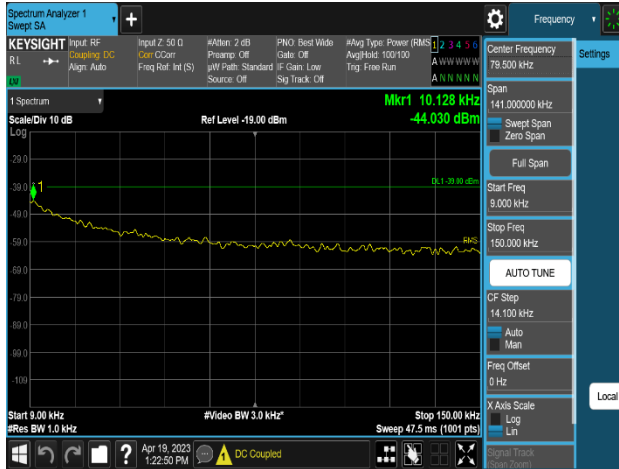 Spectrum Analyzer 1
Swept SA
Frequency
KEYSIGHT
RL
Input: RF
Coupling: DC
Align: Auto
Input Z: 50 Ω
Corr CCorr
Freq Ref: Int (S)
#Atten: 2 dB
Preamp: Off
µW Path: Standard
Source: Off
PNO: Best Wide
Gate: Off
IF Gain: Low
Sig Track: Off
#Avg Type: Power (RMS
Avg|Hold: 100/100
Trig: Free Run
1 2 3 4 5 6
A W W W W W
A N N N N N
1 Spectrum
Scale/Div 10 dB
Log
Ref Level -19.00 dBm
Mkr1 10.128 kHz
-44.030 dBm
-29.0
-39.0
-49.0
-59.0
-69.0
-79.0
-89.0
-99.0
-109
1
DL1 -39.00 dBm
RMS
Start 9.00 kHz
#Res BW 1.0 kHz
#Video BW 3.0 kHz*
Stop 150.00 kHz
Sweep 47.5 ms (1001 pts)
Center Frequency
79.500 kHz
Settings
Span
141.000000 kHz
Swept Span
Zero Span
Full Span
Start Freq
9.000 kHz
Stop Freq
150.000 kHz
AUTO TUNE
CF Step
14.100 kHz
Auto
Man
Freq Offset
0 Hz
X Axis Scale
Log
Lin
Local
Signal Track
(Span Zoom)
?
Apr 19, 2023
1:22:50 PM
DC Coupled